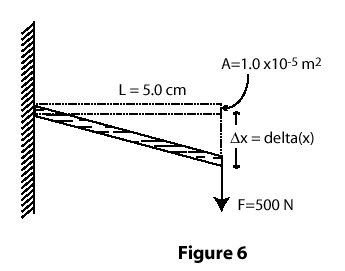 A=1.0 x10-5 m2
L = 5.0 cm
Δx = delta(x)
F=500 N
Figure 6